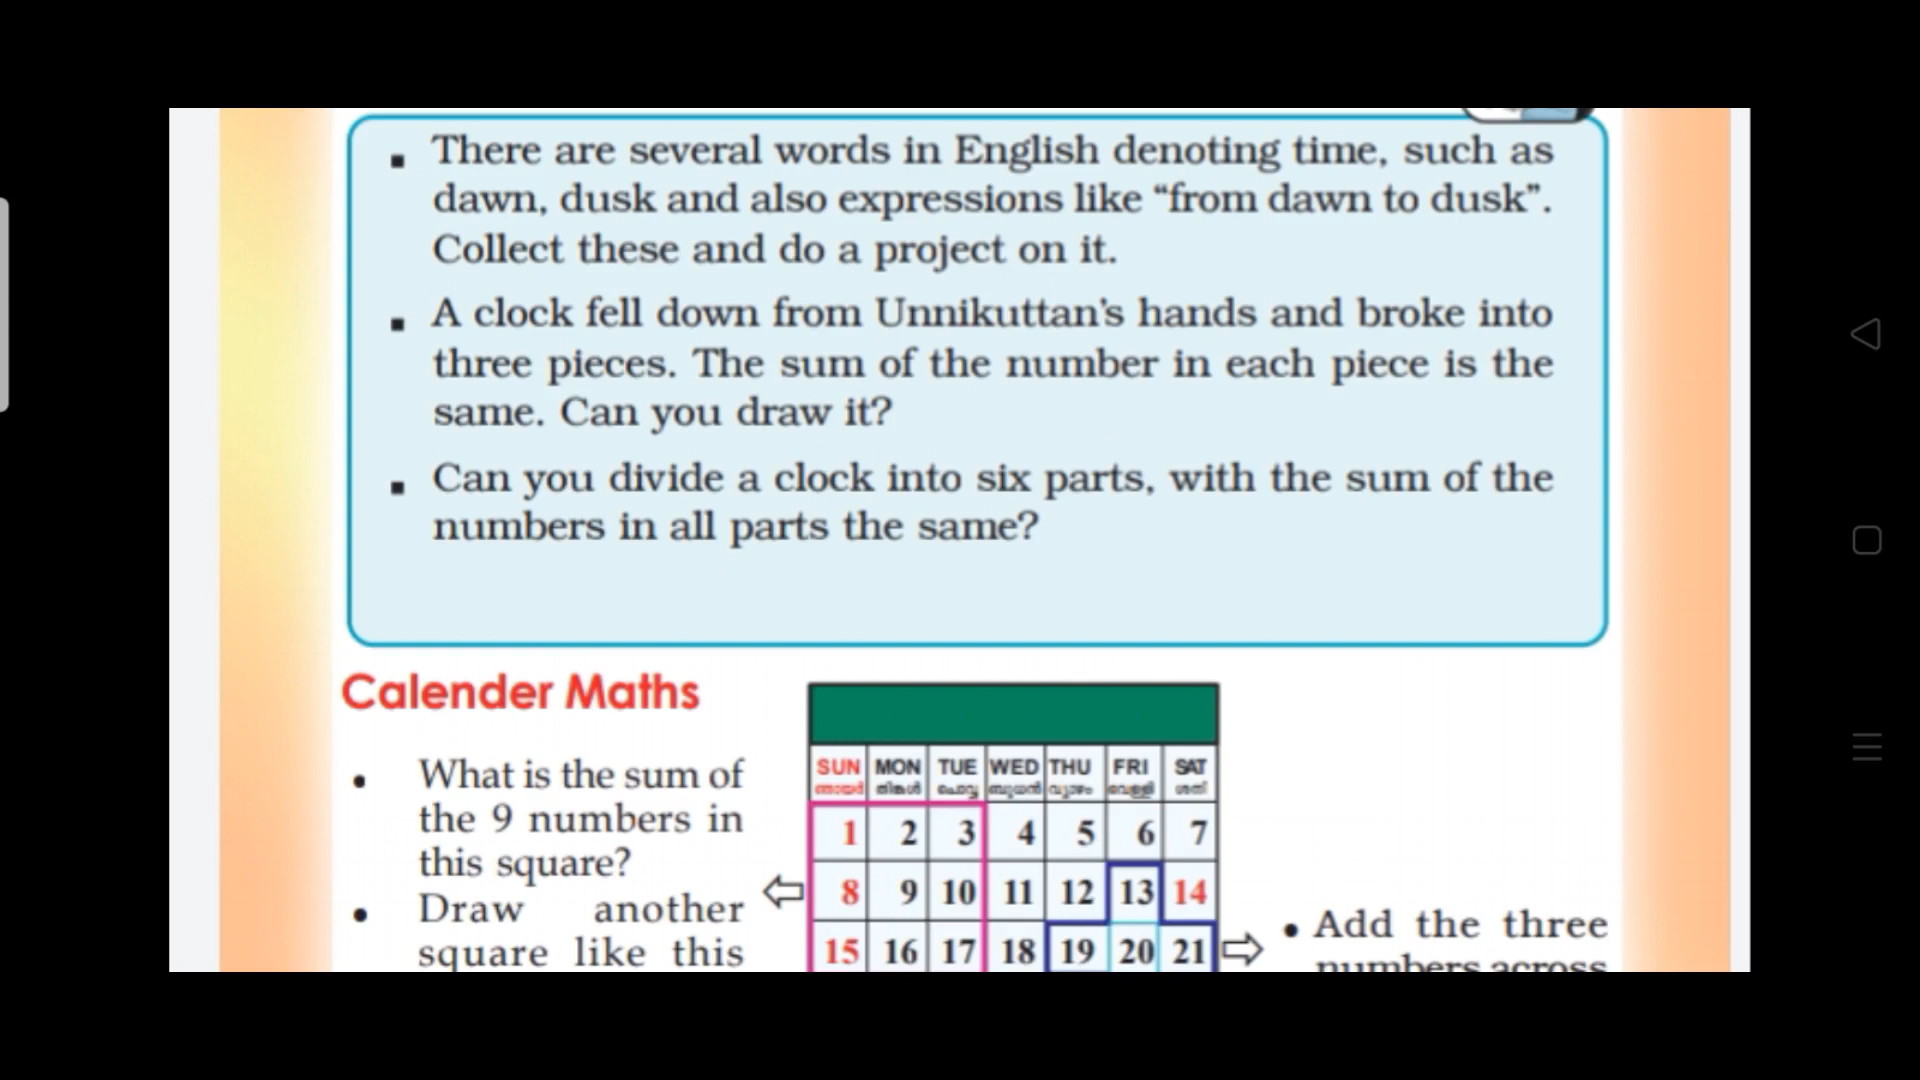 ▪ There are several words in English denoting time, such as
dawn, dusk and also expressions like “from dawn to dusk”.
Collect these and do a project on it.
▪ A clock fell down from Unnikuttan’s hands and broke into
three pieces. The sum of the number in each piece is the
same. Can you draw it?
▪ Can you divide a clock into six parts, with the sum of the
numbers in all parts the same?
Calender Maths
• What is the sum of
the 9 numbers in
this square?
• Draw another
square like this
SUN MON TUE WED THU FRI SAT
ഞായർ തിങ്കൾ ചൊവ്വ ബുധൻ വ്യാഴം വെള്ളി ശനി
1 2 3 4 5 6 7
8 9 10 11 12 13 14
15 16 17 18 19 20 21
• Add the three
numbers across